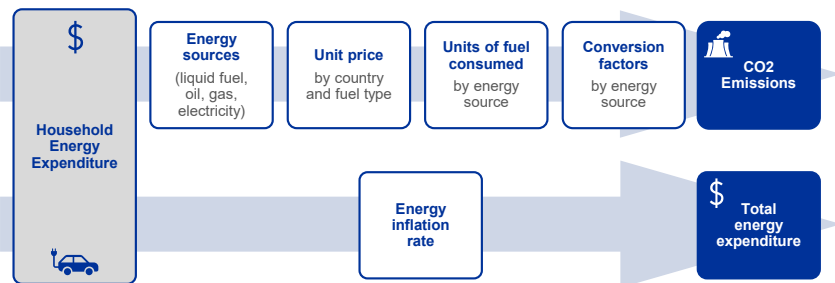 $
Household
Energy
Expenditure
Energy
sources
(liquid fuel,
oil, gas,
electricity)
Unit price
by country
and fuel type
Units of fuel
consumed
by energy
source
Conversion
factors
by energy
source
CO2
Emissions
Energy
inflation
rate
$
Total
energy
expenditure